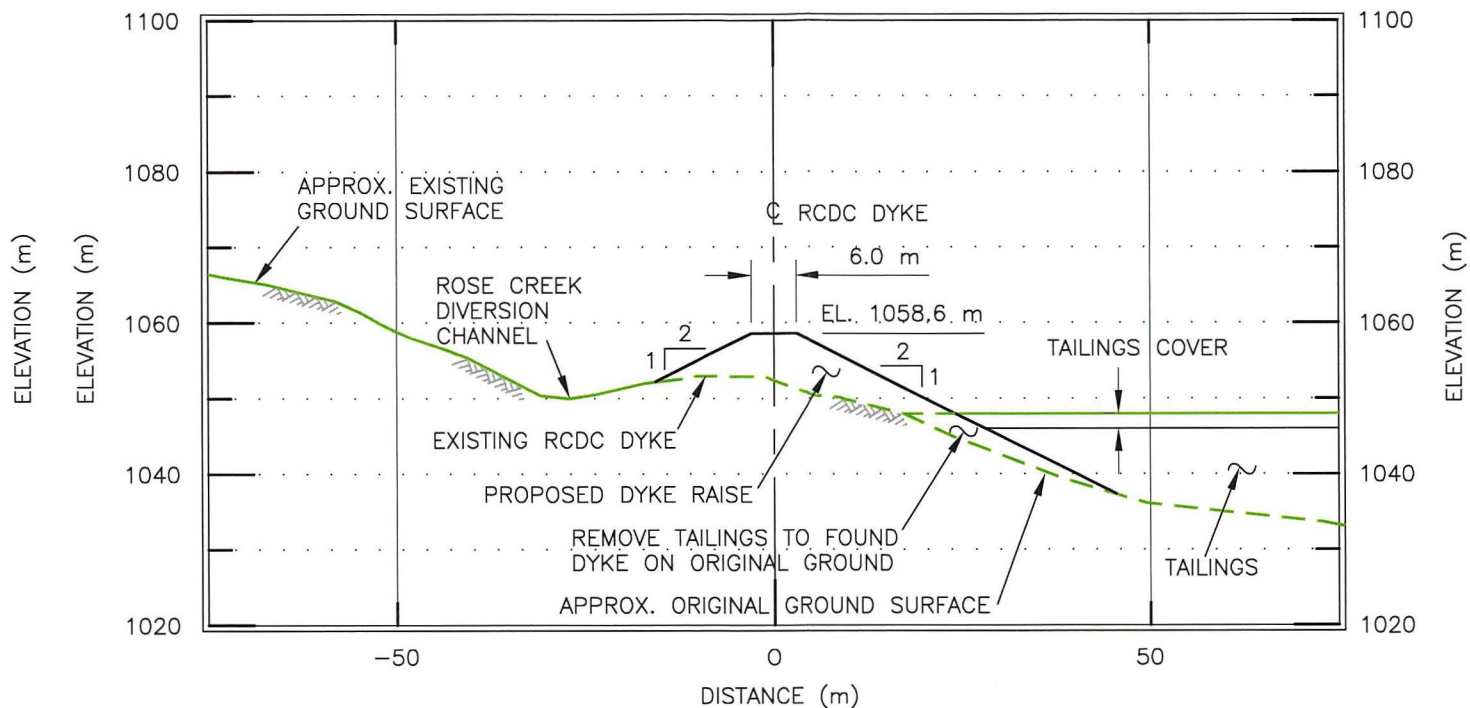 1100
1100
1080
1080
1060
1060
1040
1040
1020
1020
ELEVATION (m)
ELEVATION (m)
ELEVATION (m)
APPROX. EXISTING
GROUND SURFACE
℄ RCDC DYKE
6.0 m
ROSE CREEK
DIVERSION
CHANNEL
EL. 1058.6 m
2
1
2
1
TAILINGS COVER
EXISTING RCDC DYKE
PROPOSED DYKE RAISE
REMOVE TAILINGS TO FOUND
DYKE ON ORIGINAL GROUND
APPROX. ORIGINAL GROUND SURFACE
TAILINGS
-50
0
50
DISTANCE (m)